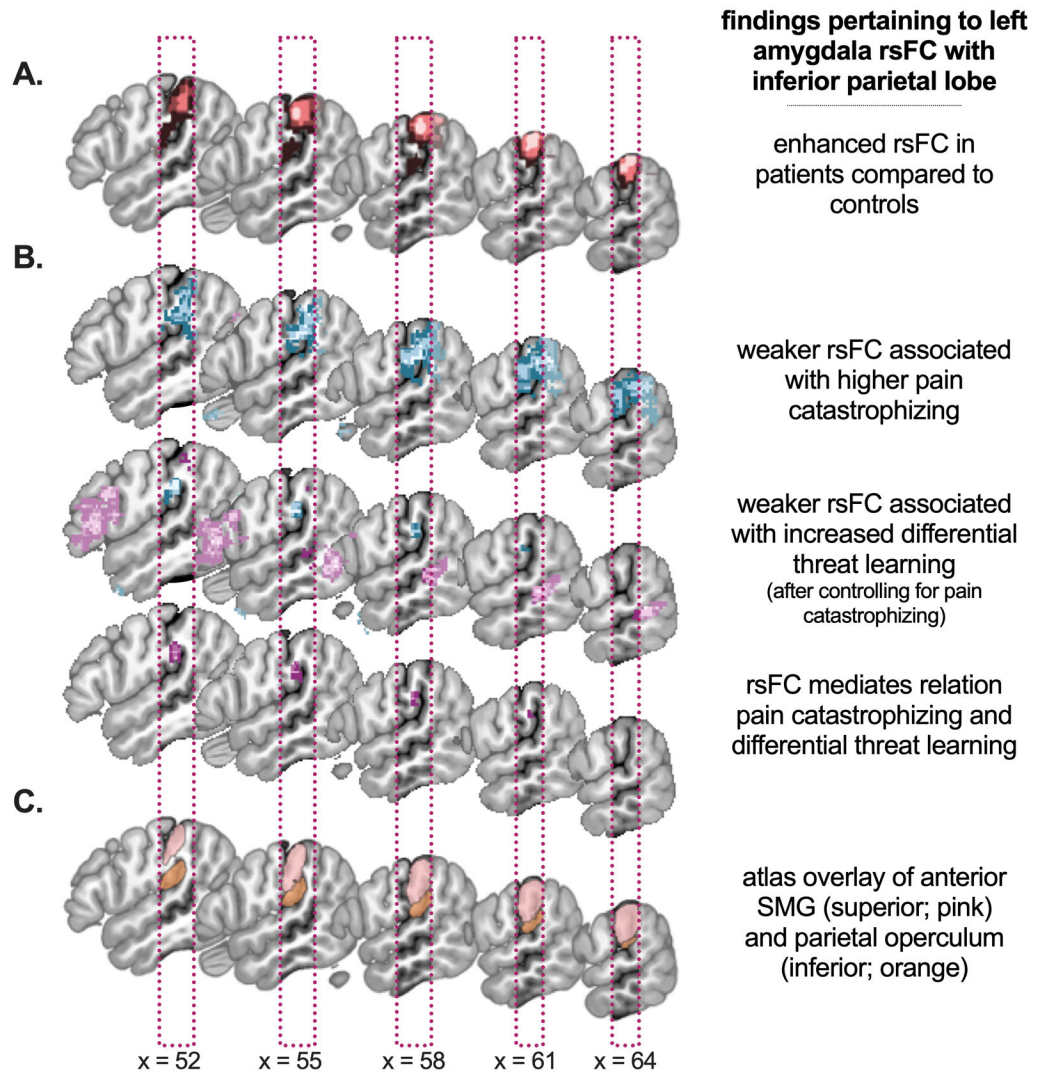 findings pertaining to left
amygdala rsFC with
inferior parietal lobe
A.
enhanced rsFC in
patients compared to
controls
B.
weaker rsFC associated
with higher pain
catastrophizing
weaker rsFC associated
with increased differential
threat learning
(after controlling for pain
catastrophizing)
rsFC mediates relation
pain catastrophizing and
differential threat learning
C.
atlas overlay of anterior
SMG (superior; pink)
and parietal operculum
(inferior; orange)
x = 52 x = 55 x = 58 x = 61 x = 64